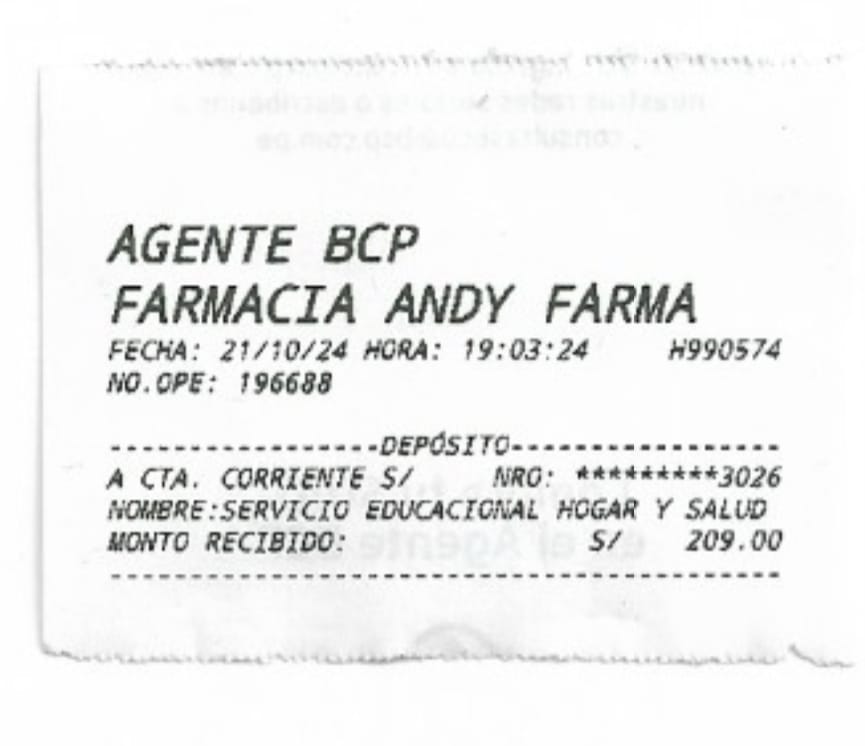 AGENTE BCP
FARMACIA ANDY FARMA
FECHA: 21/10/24 HORA: 19:03:24 H990574
NO.OPE: 196688
-----------------DEPÓSITO-----------------
A CTA. CORRIENTE S/ NRO: *********3026
NOMBRE:SERVICIO EDUCACIONAL HOGAR Y SALUD
MONTO RECIBIDO: S/ 209.00
------------------------------------------